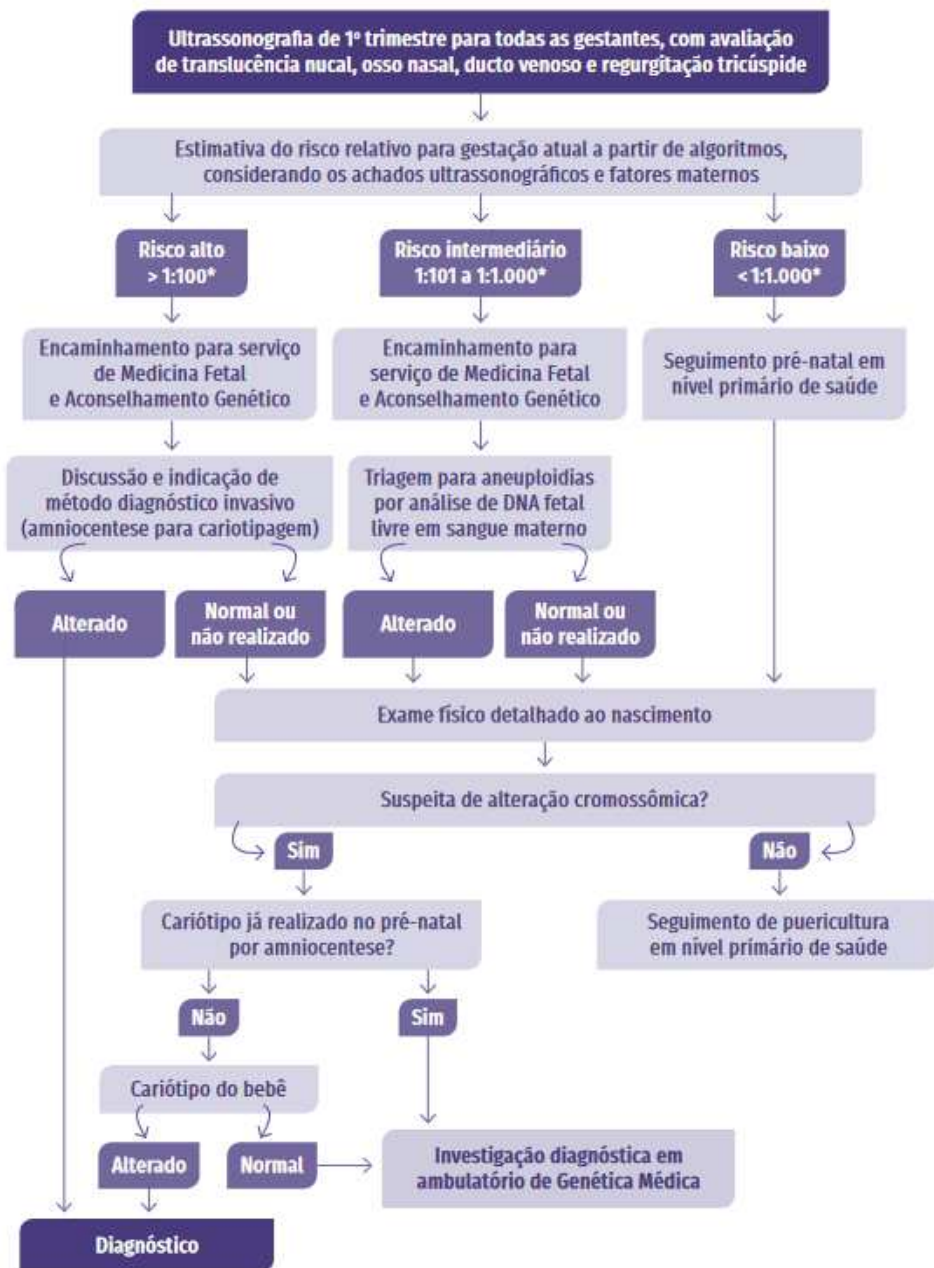 Ultrassonografia de 1º trimestre para todas as gestantes, com avaliação
de translucência nucal, osso nasal, ducto venoso e regurgitação tricúspide
Estimativa do risco relativo para gestação atual a partir de algoritmos,
considerando os achados ultrassonográficos e fatores maternos
Risco alto
> 1:100*
Risco intermediário
1:101 a 1:1.000*
Risco baixo
< 1:1.000*
Encaminhamento para serviço
de Medicina Fetal
e Aconselhamento Genético
Encaminhamento para
serviço de Medicina Fetal
e Aconselhamento Genético
Seguimento pré-natal em
nível primário de saúde
Discussão e indicação de
método diagnóstico invasivo
(amniocentese para cariotipagem)
Triagem para aneuploidias
por análise de DNA fetal
livre em sangue materno
Alterado
Normal ou
não realizado
Alterado
Normal ou
não realizado
Exame físico detalhado ao nascimento
Suspeita de alteração cromossômica?
Sim
Não
Cariótipo já realizado no pré-natal
por amniocentese?
Seguimento de puericultura
em nível primário de saúde
Não
Sim
Cariótipo do bebê
Alterado
Normal
Investigação diagnóstica em
ambulatório de Genética Médica
Diagnóstico